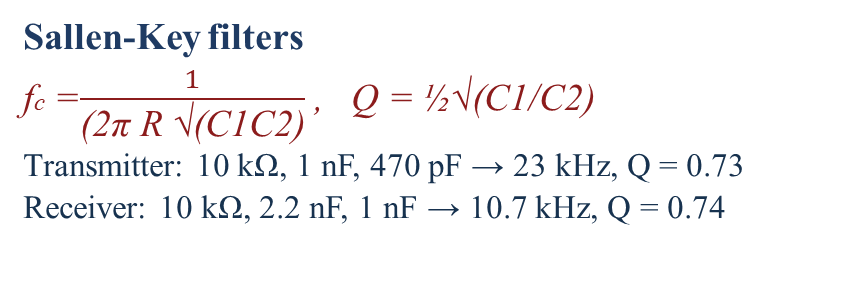 Sallen-Key filters
fc = 1 / (2π R √(C1C2) , Q = ½√(C1/C2)
Transmitter: 10 kΩ, 1 nF, 470 pF → 23 kHz, Q = 0.73
Receiver: 10 kΩ, 2.2 nF, 1 nF → 10.7 kHz, Q = 0.74